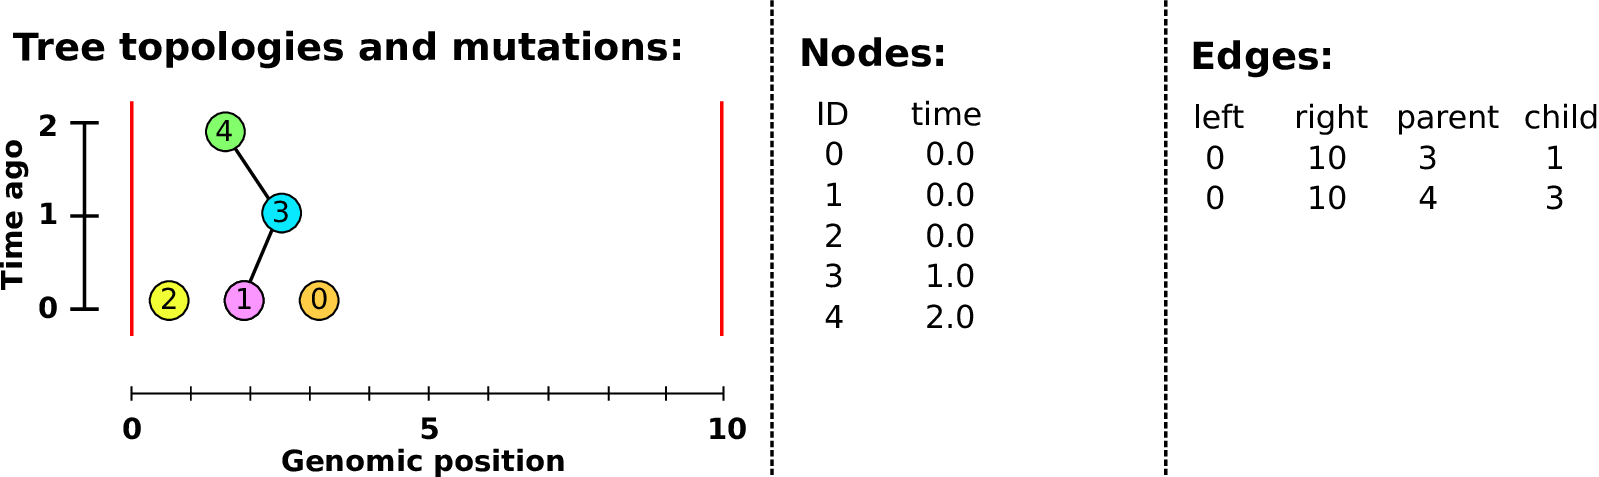 Tree topologies and mutations:
Time ago
2
1
0
4
3
2 1 0
0 5 10
Genomic position
Nodes:
ID time
0 0.0
1 0.0
2 0.0
3 1.0
4 2.0
Edges:
left right parent child
0 10 3 1
0 10 4 3